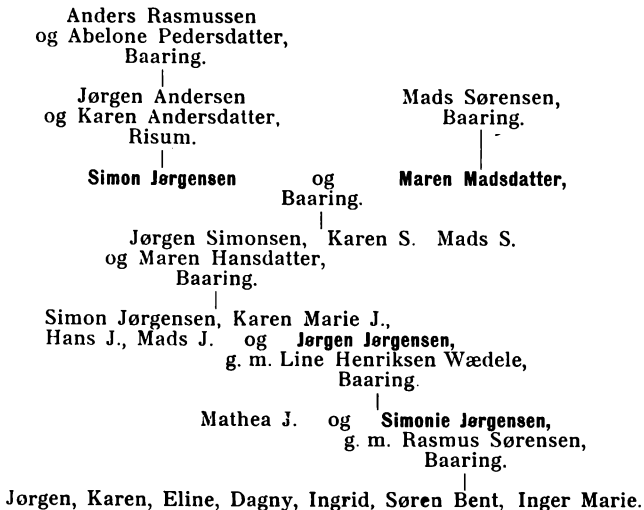 Anders Rasmussen
og Abelone Pedersdatter,
Baaring.
Jørgen Andersen
og Karen Andersdatter,
Risum.
Mads Sørensen,
Baaring.
Simon Jørgensen og Maren Madsdatter,
Baaring.
Jørgen Simonsen, Karen S. Mads S.
og Maren Hansdatter,
Baaring.
Simon Jørgensen, Karen Marie J.,
Hans J., Mads J. og Jørgen Jørgensen,
g. m. Line Henriksen Wædele,
Baaring.
Mathea J. og Simonie Jørgensen,
g. m. Rasmus Sørensen,
Baaring.
Jørgen, Karen, Eline, Dagny, Ingrid, Søren Bent, Inger Marie.